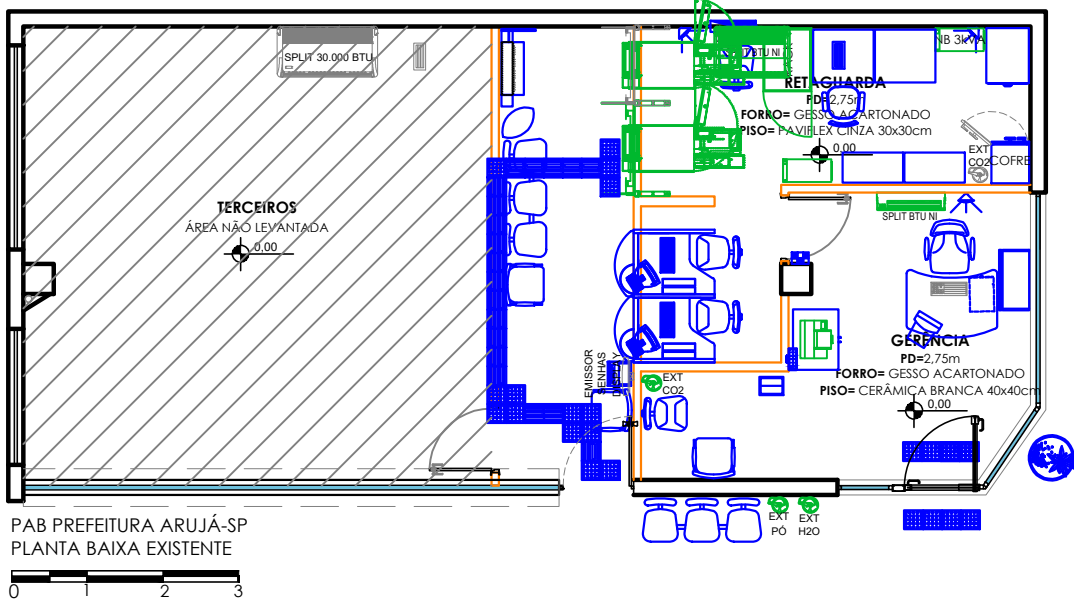 SPLIT 30.000 BTU
SPLIT BTU NI
RACK
NB 3kVA
RETAGUARDA
PD=2,75m
FORRO= GESSO ACARTONADO
PISO= PAVIFLEX CINZA 30x30cm
0,00
EXT
CO2
COFRE
TERCEIROS
ÁREA NÃO LEVANTADA
0,00
SPLIT BTU NI
GERÊNCIA
PD=2,75m
FORRO= GESSO ACARTONADO
PISO= CERÂMICA BRANCA 40x40cm
0,00
EMISSOR
SENHAS
DISPLAY
EXT
CO2
EXT
PÓ
EXT
H2O
PAB PREFEITURA ARUJÁ-SP
PLANTA BAIXA EXISTENTE
0 1 2 3